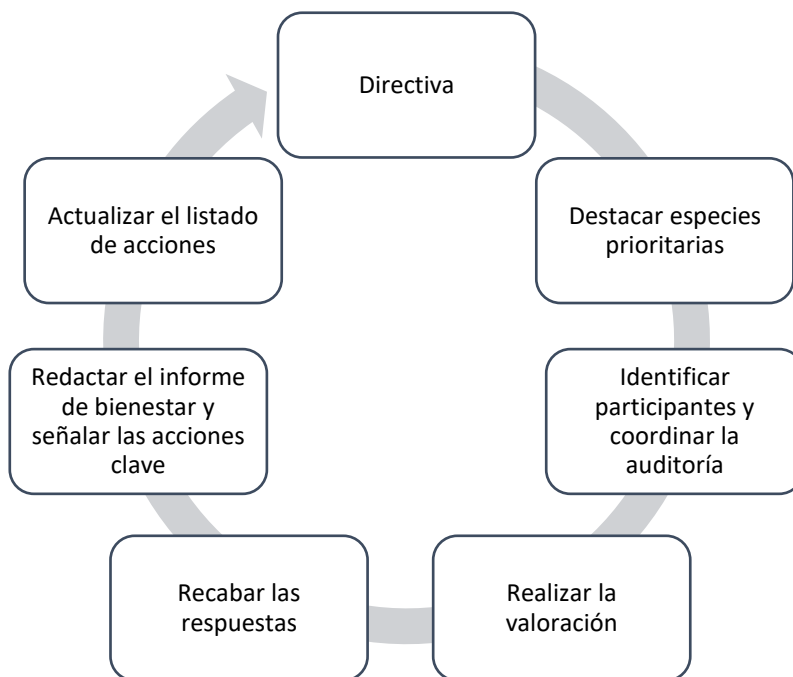 Directiva
Destacar especies
prioritarias
Identificar
participantes y
coordinar la
auditoría
Realizar la
valoración
Recabar las
respuestas
Redactar el informe
de bienestar y
señalar las acciones
clave
Actualizar el listado
de acciones